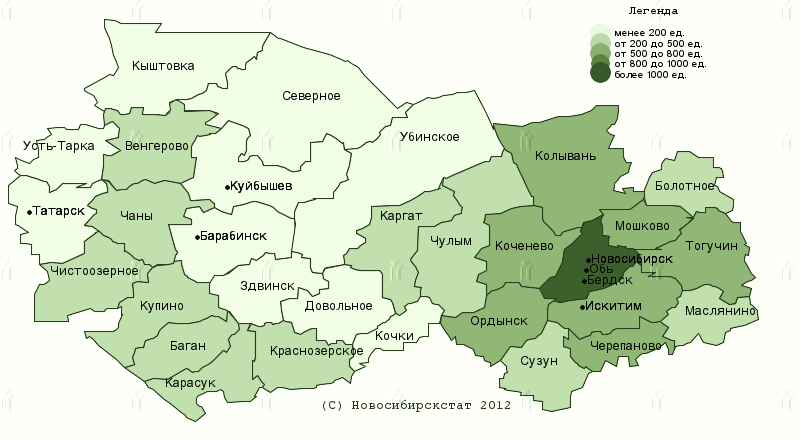 Легенда
менее 200 ед.
от 200 до 500 ед.
от 500 до 800 ед.
от 800 до 1000 ед.
более 1000 ед.
Кыштовка
Северное
Убинское
Усть-Тарка
Венгерово
Колывань
Куйбышев
Болотное
Татарск
Чаны
Каргат
Мошково
Барабинск
Чулым
Коченево
Тогучин
Новосибирск
Чистоозерное
Обь
Бердск
Здвинск
Купино
Довольное
Искитим
Маслянино
Ордынск
Кочки
Баган
Краснозерское
Черепаново
Сузун
Карасук
(C) Новосибирскстат 2012